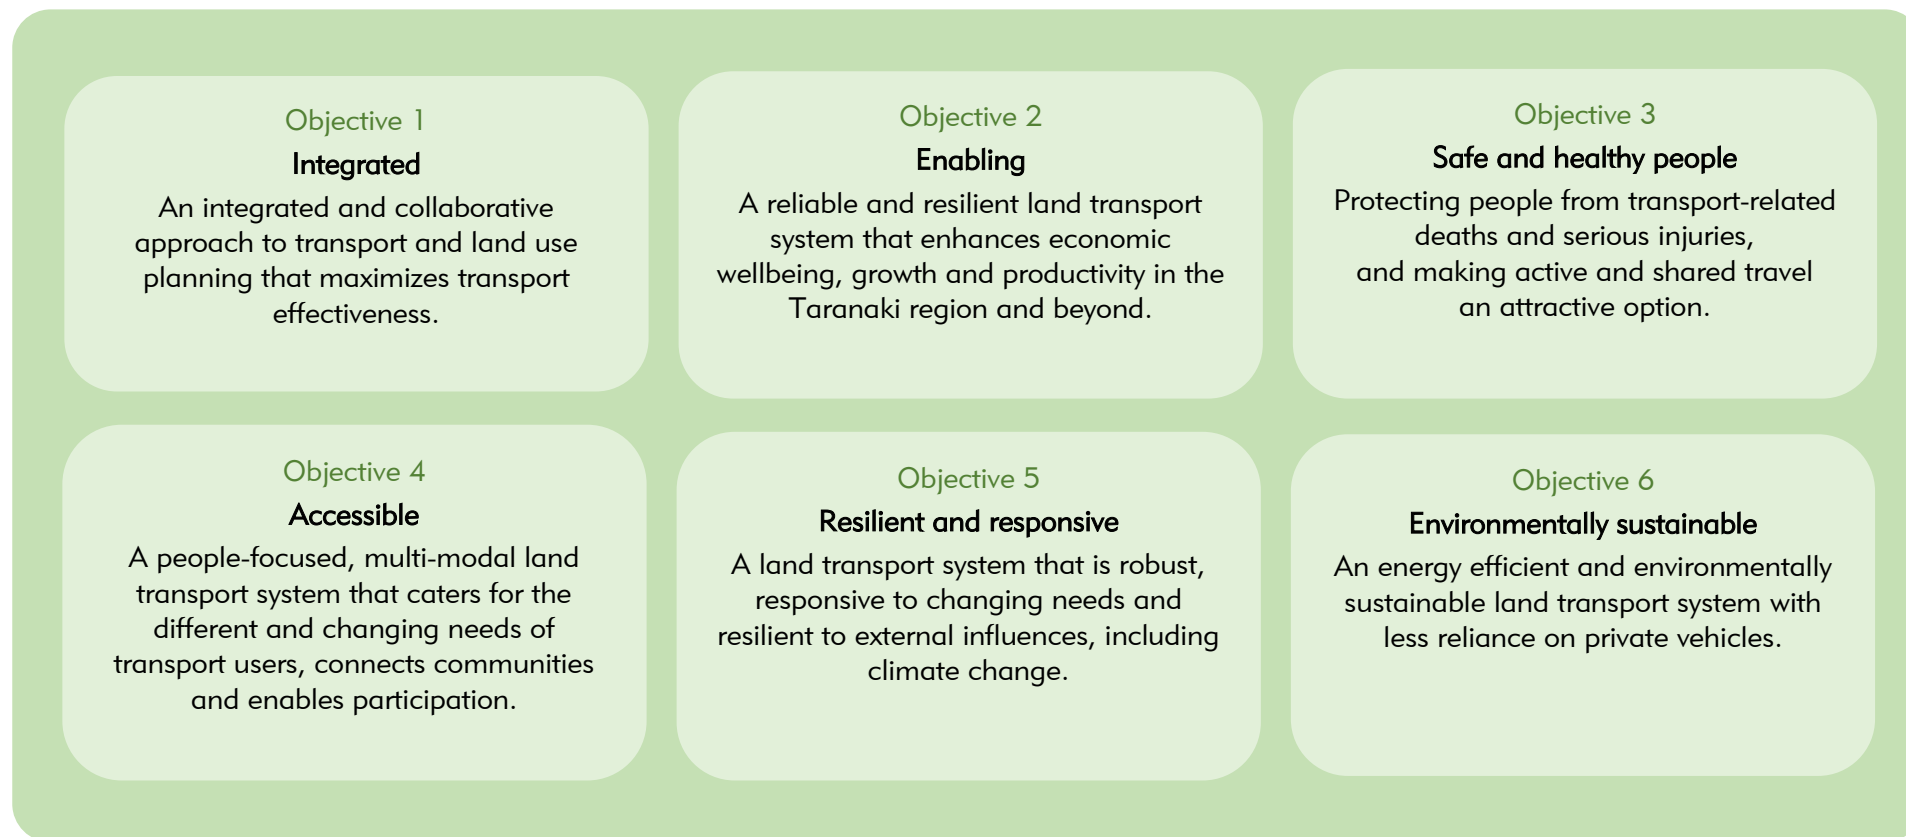 Objective 1
Integrated
An integrated and collaborative
approach to transport and land use
planning that maximizes transport
effectiveness.
Objective 2
Enabling
A reliable and resilient land transport
system that enhances economic
wellbeing, growth and productivity in the
Taranaki region and beyond.
Objective 3
Safe and healthy people
Protecting people from transport-related
deaths and serious injuries,
and making active and shared travel
an attractive option.
Objective 4
Accessible
A people-focused, multi-modal land
transport system that caters for the
different and changing needs of
transport users, connects communities
and enables participation.
Objective 5
Resilient and responsive
A land transport system that is robust,
responsive to changing needs and
resilient to external influences, including
climate change.
Objective 6
Environmentally sustainable
An energy efficient and environmentally
sustainable land transport system with
less reliance on private vehicles.